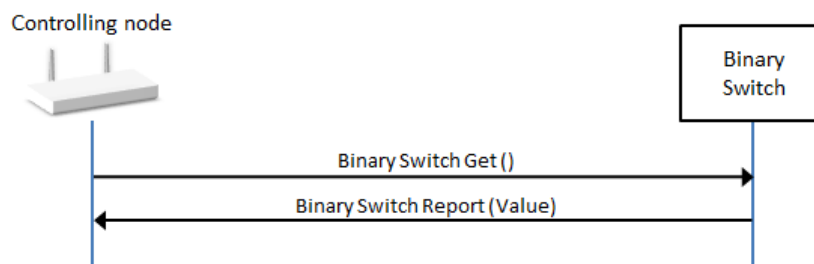 Controlling node
Binary
Switch
Binary Switch Get ()
Binary Switch Report (Value)